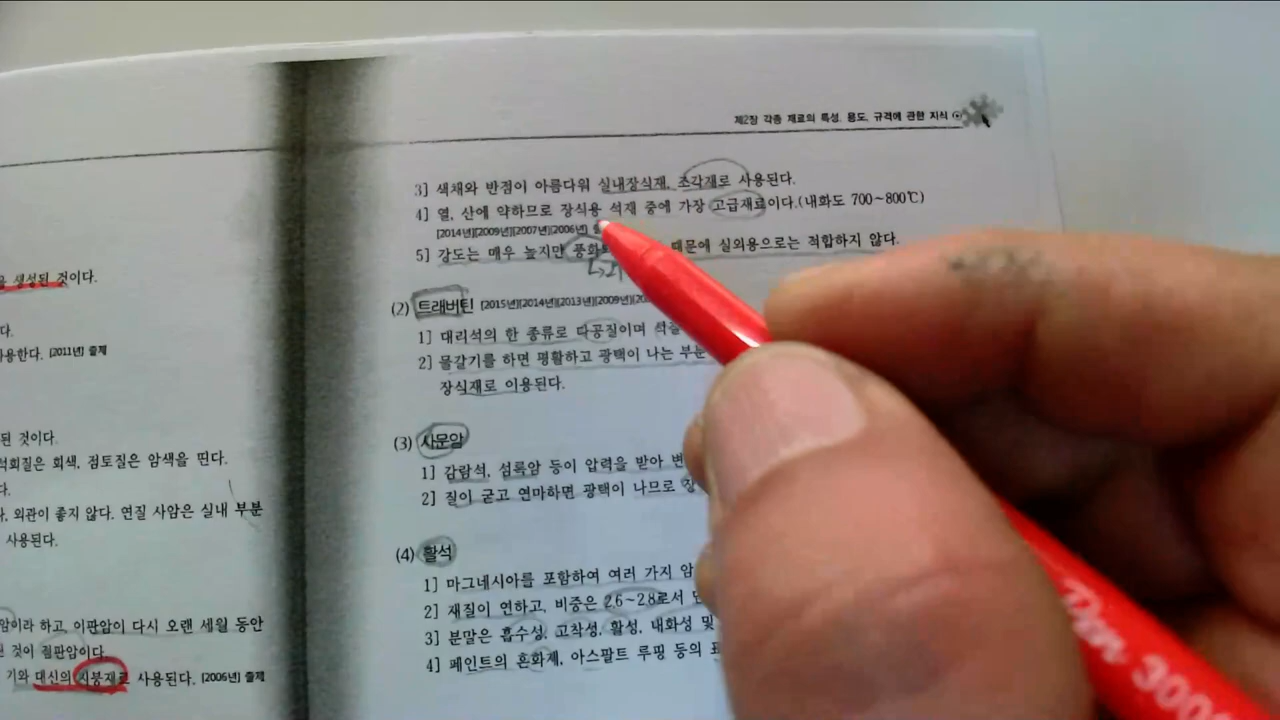 제2장 각종 재료의 특성, 용도, 규격에 관한 지식
생성된 것이다.
다.
사용한다. [2011년] 출제
된 것이다.
석회질은 회색, 점토질은 암색을 띤다.
다.
외관이 좋지 않다. 연질 사암은 실내 부분
사용된다.
암이라 하고 이판암이 다시 오랜 세월 동안
된 것이 점판암이다.
기와 대신의 지붕재로 사용된다. [2006년] 출제
3] 색채와 반점이 아름다워 실내장식재, 조각재로 사용된다.
4] 열, 산에 약하므로 장식용 석재 중에 가장 고급재료이다.(내화도 700~800℃)
[2014년][2009년][2007년][2006년]
5] 강도는 매우 높지만 풍화 때문에 실외용으로는 적합하지 않다.
(2) 트래버틴 [2015년][2014년][2013년][2009년]
1] 대리석의 한 종류로 다공질이며
2] 물갈기를 하면 평활하고 광택이 나는 부분
장식재로 이용된다.
(3) 사문암
1] 감람석, 섬록암 등이 압력을 받아
2] 질이 굳고 연마하면 광택이 나므로
(4) 활석
1] 마그네시아를 포함하여 여러 가지 암
2] 재질이 연하고, 비중은 2.6~2.8로서
3] 분말은 흡수성, 고착성, 활성, 내화성 및
4] 페인트의 혼화제, 아스팔트 루핑 등의
Pen 300